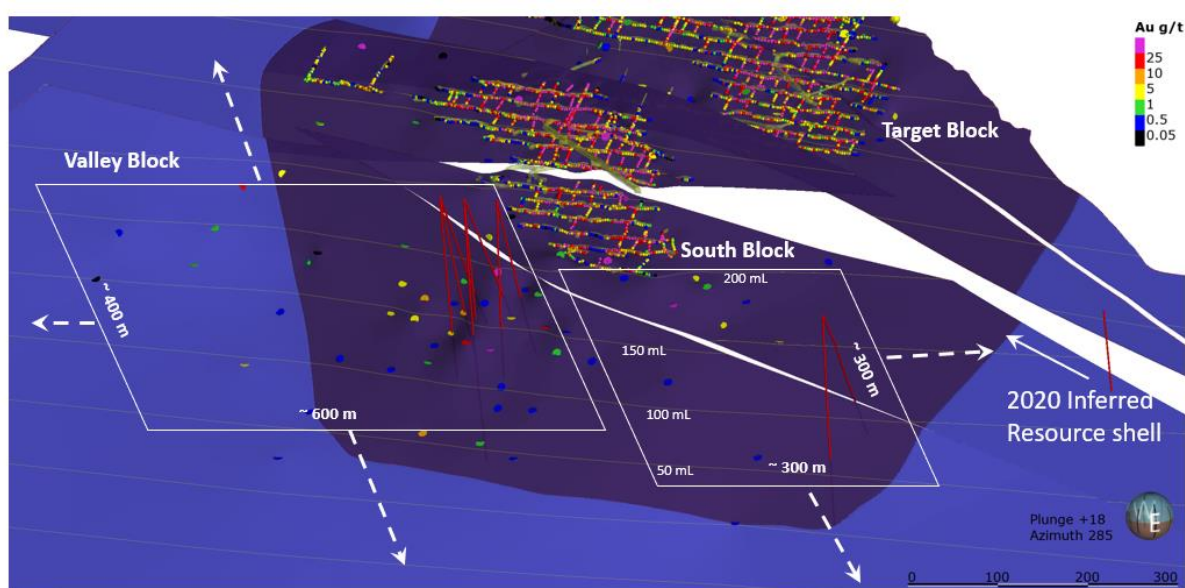 Au g/t
25
10
5
1
0.5
0.05
Target Block
Valley Block
South Block
200 mL
~ 400 m
150 mL
~ 300 m
2020 Inferred
Resource shell
~ 600 m
100 mL
~ 300 m
50 mL
Plunge +18
Azimuth 285
E
0 100 200 300